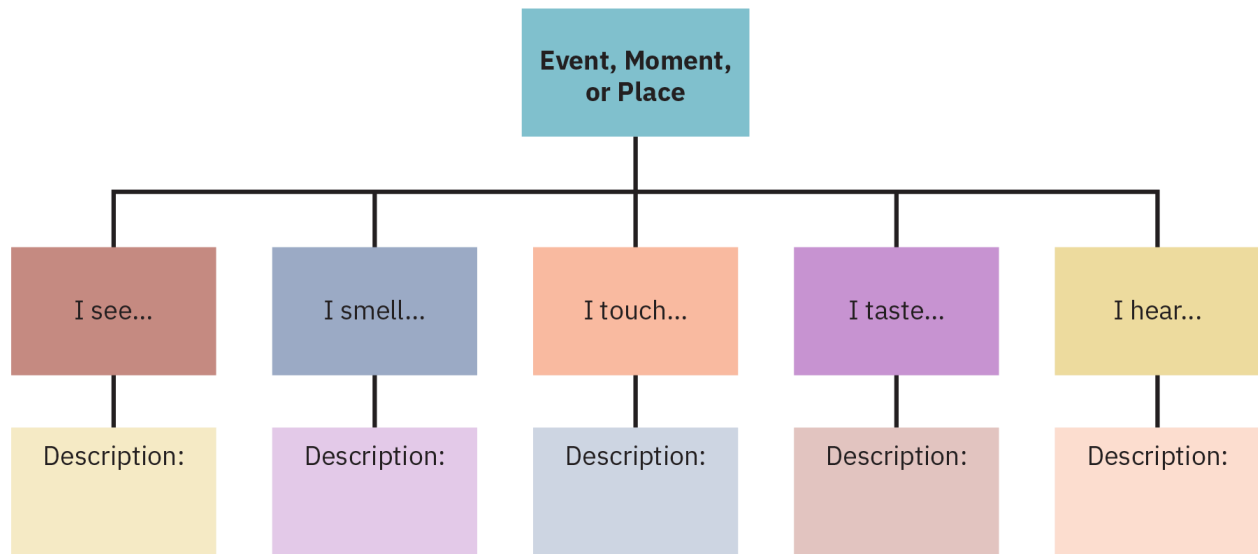 Event, Moment,
or Place
I see...
I smell...
I touch...
I taste...
I hear...
Description:
Description:
Description:
Description:
Description: